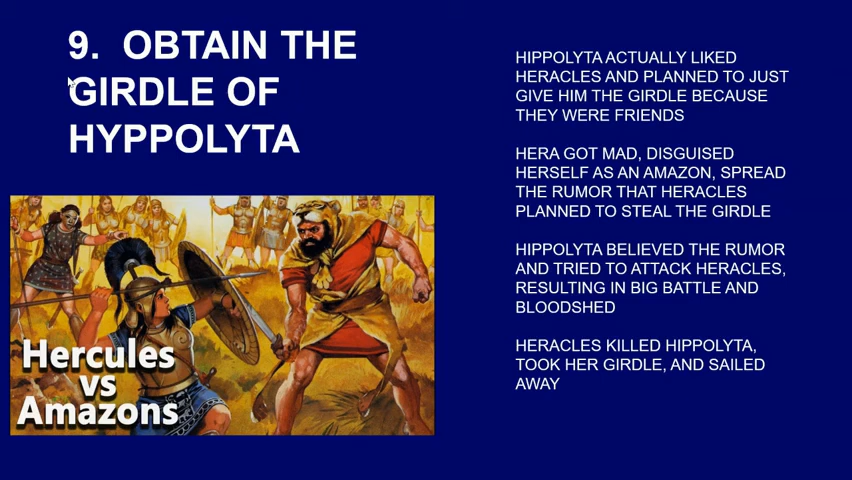 9. OBTAIN THE
GIRDLE OF
HYPPOLYTA
HIPPOLYTA ACTUALLY LIKED
HERACLES AND PLANNED TO JUST
GIVE HIM THE GIRDLE BECAUSE
THEY WERE FRIENDS
HERA GOT MAD, DISGUISED
HERSELF AS AN AMAZON, SPREAD
THE RUMOR THAT HERACLES
PLANNED TO STEAL THE GIRDLE
HIPPOLYTA BELIEVED THE RUMOR
AND TRIED TO ATTACK HERACLES,
RESULTING IN BIG BATTLE AND
BLOODSHED
HERACLES KILLED HIPPOLYTA,
TOOK HER GIRDLE, AND SAILED
AWAY
Hercules
vs
Amazons